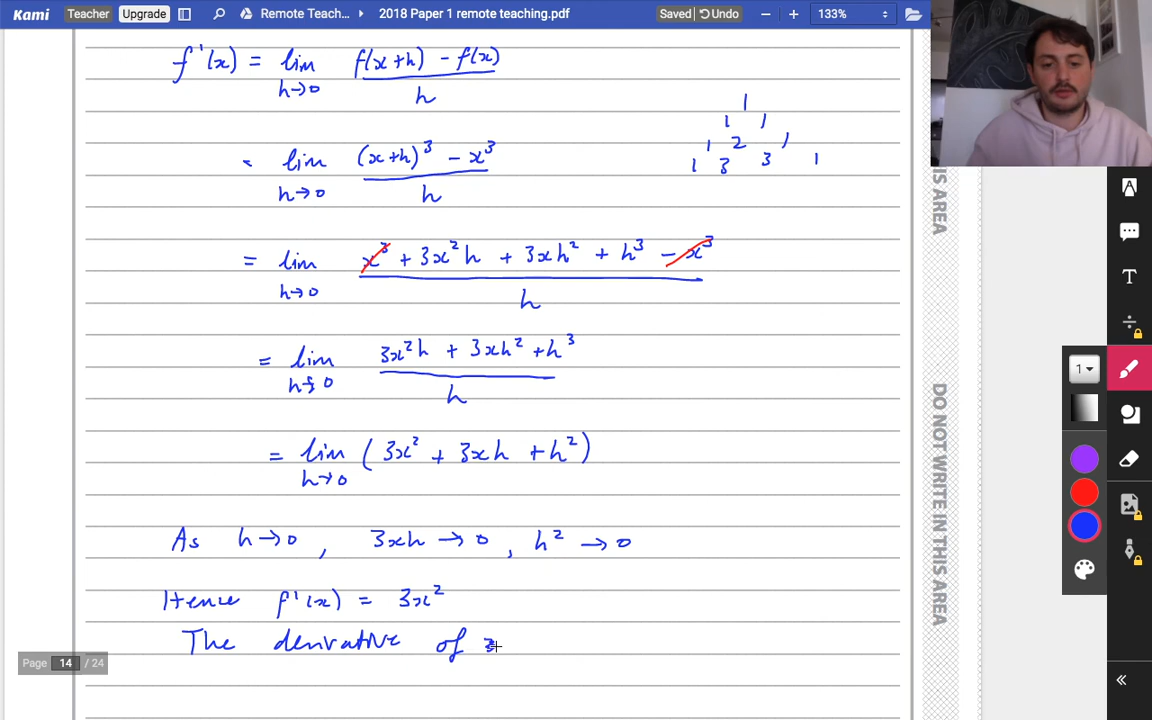 Kami
Teacher Upgrade Remote Teach... 2018 Paper 1 remote teaching.pdf Saved Undo 133%
f'(x) = lim h→0 f(x+h) - f(x) / h
1
1 1
1 2 1
1 3 3 1
= lim h→0 (x+h)³ - x³ / h
= lim h→0 x³ + 3x²h + 3xh² + h³ - x³ / h
= lim h→0 3x²h + 3xh² + h³ / h
= lim h→0 (3x² + 3xh + h²)
As h→0, 3xh → 0, h² → 0
Hence f'(x) = 3x²
The derivative of
Page 14 / 24
THIS AREA
DO NOT WRITE IN THIS AREA
T
1